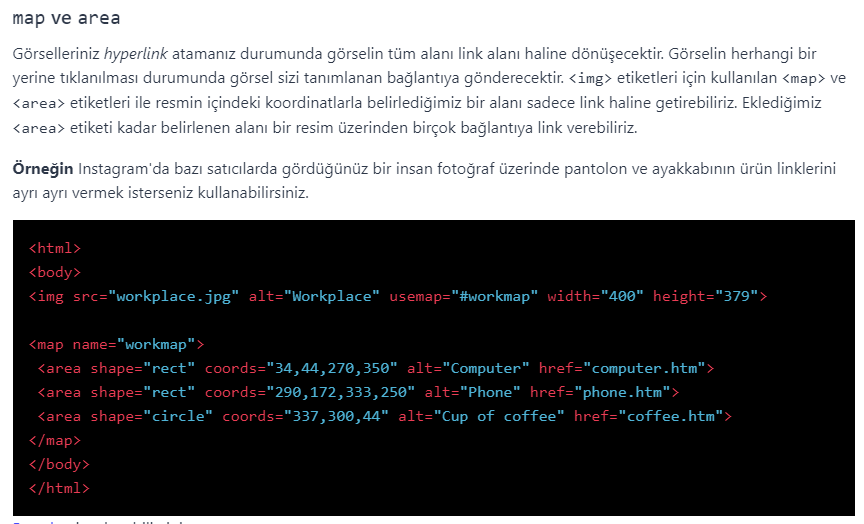 map ve area
Görselleriniz hyperlink atamanız durumunda görselin tüm alanı link alanı haline dönüşecektir. Görselin herhangi bir
yerine tıklanılması durumunda görsel sizi tanımlanan bağlantıya gönderecektir. <img> etiketleri için kullanılan <map> ve
<area> etiketleri ile resmin içindeki koordinatlarla belirlediğimiz bir alanı sadece link haline getirebiliriz. Eklediğimiz
<area> etiketi kadar belirlenen alanı bir resim üzerinden birçok bağlantıya link verebiliriz.
Örneğin Instagram'da bazı satıcılarda gördüğünüz bir insan fotoğraf üzerinde pantolon ve ayakkabının ürün linklerini
ayrı ayrı vermek isterseniz kullanabilirsiniz.
<html>
<body>
<img src="workplace.jpg" alt="Workplace" usemap="#workmap" width="400" height="379">
<map name="workmap">
<area shape="rect" coords="34,44,270,350" alt="Computer" href="computer.htm">
<area shape="rect" coords="290,172,333,250" alt="Phone" href="phone.htm">
<area shape="circle" coords="337,300,44" alt="Cup of coffee" href="coffee.htm">
</map>
</body>
</html>